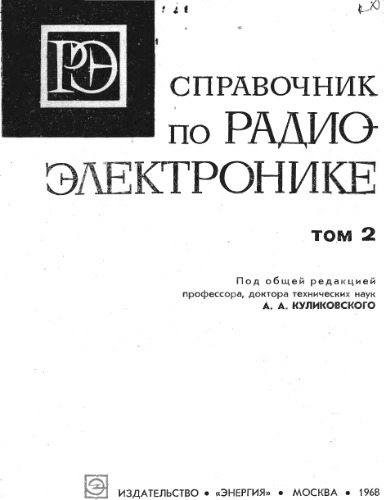 РЭ
СПРАВОЧНИК
ПО РАДИО-
ЭЛЕКТРОНИКЕ
ТОМ 2
Под общей редакцией
профессора, доктора технических наук
А. А. КУЛИКОВСКОГО
ИЗДАТЕЛЬСТВО • «ЭНЕРГИЯ» • МОСКВА • 1968